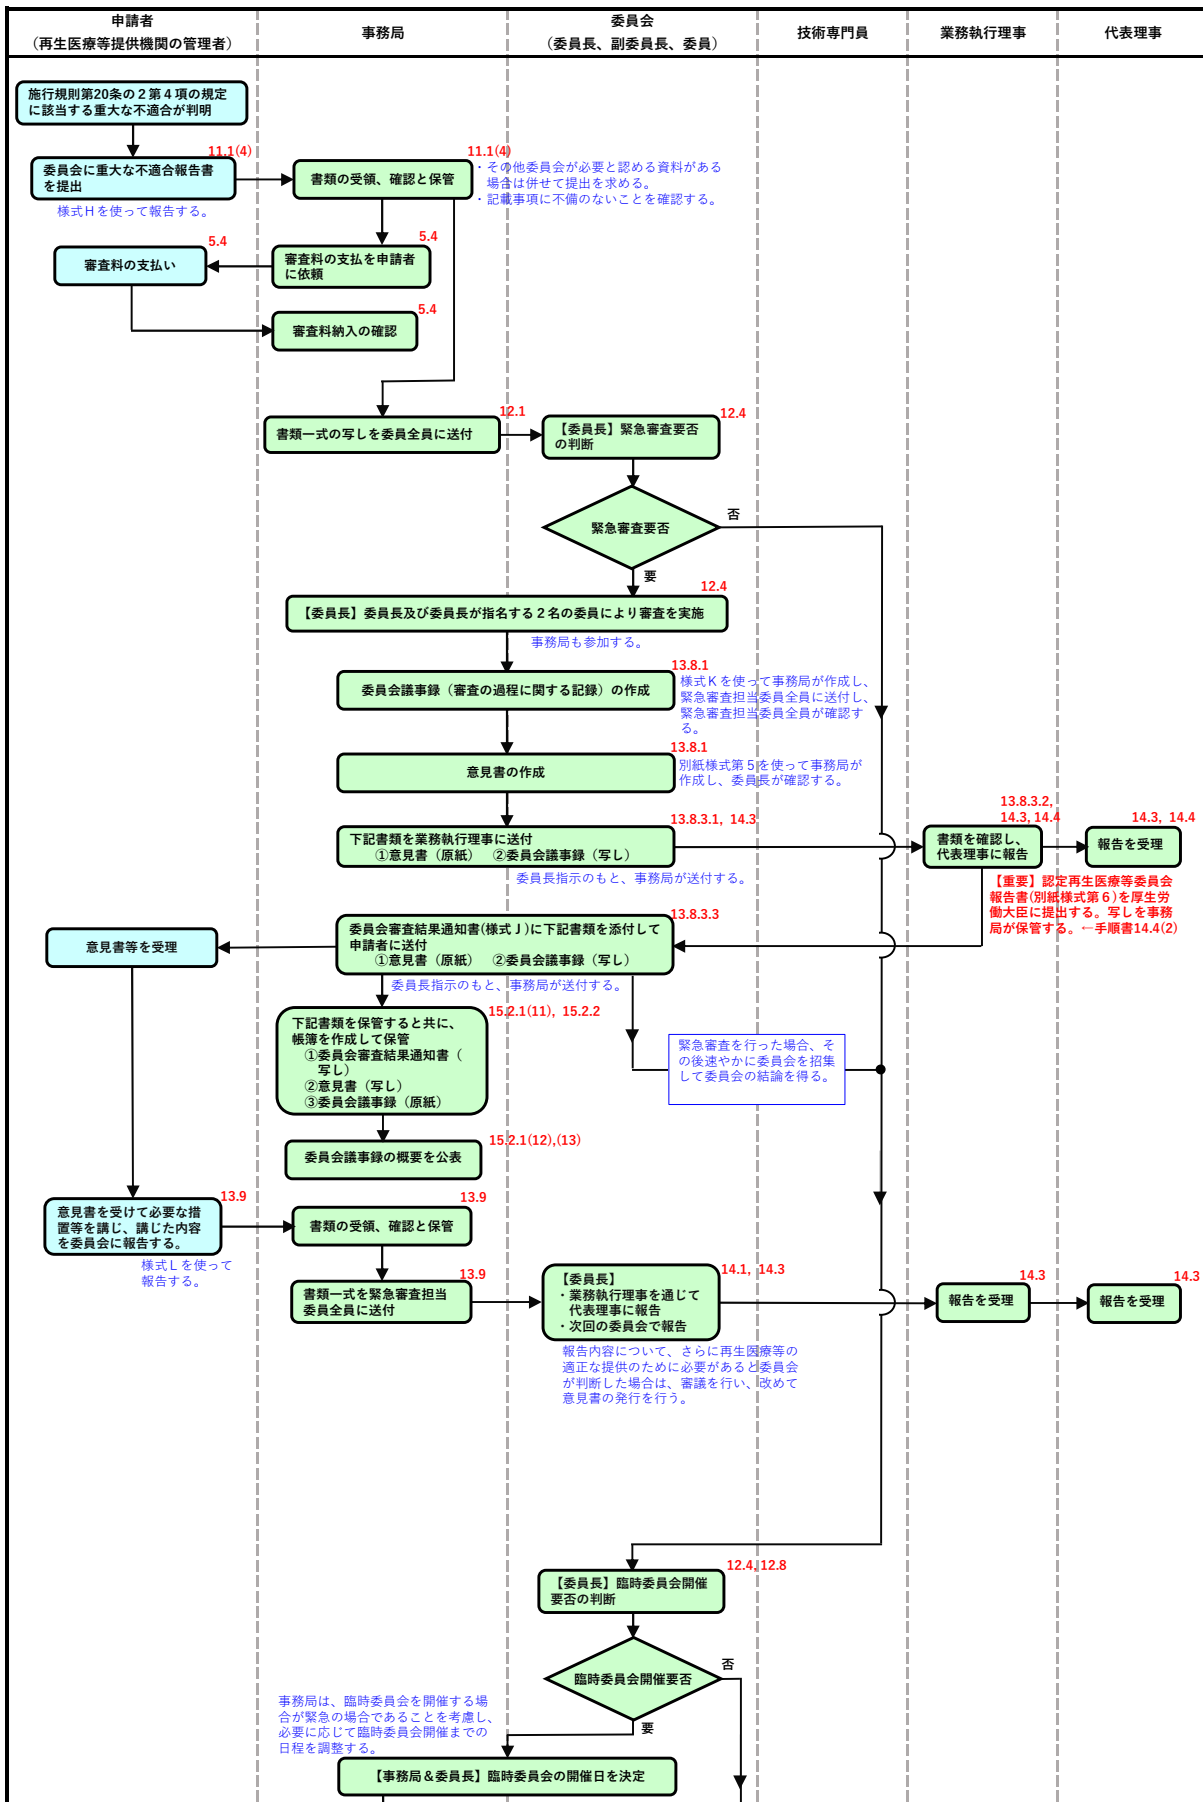 申請者
（再生医療等提供機関の管理者）
事務局
委員会
（委員長、副委員長、委員）
技術専門員
業務執行理事
代表理事
施行規則第20条の２第４項の規定
に該当する重大な不適合が判明
11.1(4)
委員会に重大な不適合報告書
を提出
様式Ｈを使って報告する。
書類の受領、確認と保管
11.1(4)
・その他委員会が必要と認める資料がある
場合は併せて提出を求める。
・記載事項に不備のないことを確認する。
5.4
審査料の支払い
5.4
審査料の支払を申請者
に依頼
5.4
審査料納入の確認
12.1
書類一式の写しを委員全員に送付
12.4
【委員長】緊急審査要否
の判断
緊急審査要否
否
要
12.4
【委員長】委員長及び委員長が指名する２名の委員により審査を実施
事務局も参加する。
13.8.1
委員会議事録（審査の過程に関する記録）の作成
様式Ｋを使って事務局が作成し、
緊急審査担当委員全員に送付し、
緊急審査担当委員全員が確認す
る。
13.8.1
意見書の作成
別紙様式第５を使って事務局が
作成し、委員長が確認する。
13.8.3.1, 14.3
下記書類を業務執行理事に送付
①意見書（原紙）　②委員会議事録（写し）
委員長指示のもと、事務局が送付する。
13.8.3.2,
14.3, 14.4
書類を確認し、
代表理事に報告
14.3, 14.4
報告を受理
【重要】認定再生医療等委員会
報告書(別紙様式第６)を厚生労
働大臣に提出する。写しを事務
局が保管する。←手順書14.4(2)
13.8.3.3
委員会審査結果通知書(様式Ｊ)に下記書類を添付して
申請者に送付
①意見書（原紙）　②委員会議事録（写し）
委員長指示のもと、事務局が送付する。
意見書等を受理
15.2.1(11), 15.2.2
下記書類を保管すると共に、
帳簿を作成して保管
①委員会審査結果通知書（
写し）
②意見書（写し）
③委員会議事録（原紙）
緊急審査を行った場合、そ
の後速やかに委員会を招集
して委員会の結論を得る。
15.2.1(12),(13)
委員会議事録の概要を公表
13.9
意見書を受けて必要な措
置等を講じ、講じた内容
を委員会に報告する。
様式Ｌを使って
報告する。
13.9
書類の受領、確認と保管
13.9
書類一式を緊急審査担当
委員全員に送付
14.1, 14.3
【委員長】
・業務執行理事を通じて
代表理事に報告
・次回の委員会で報告
報告内容について、さらに再生医療等の
適正な提供のために必要があると委員会
が判断した場合は、審議を行い、改めて
意見書の発行を行う。
14.3
報告を受理
14.3
報告を受理
12.4, 12.8
【委員長】臨時委員会開催
要否の判断
臨時委員会開催要否
否
要
事務局は、臨時委員会を開催する場
合が緊急の場合であることを考慮し、
必要に応じて臨時委員会開催までの
日程を調整する。
【事務局＆委員長】臨時委員会の開催日を決定